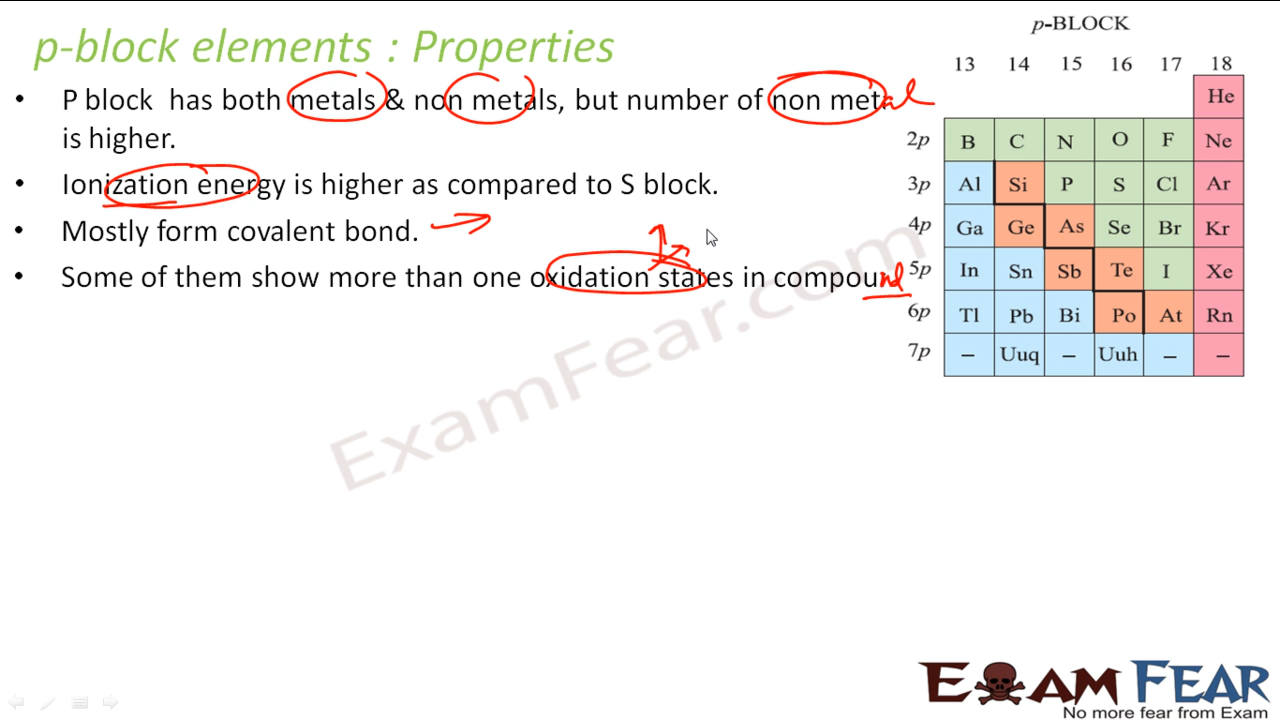 p-block elements : Properties
• P block has both metals & non metals, but number of non metal
is higher.
• Ionization energy is higher as compared to S block.
• Mostly form covalent bond.
• Some of them show more than one oxidation states in compound
p-BLOCK
13 14 15 16 17 18
He
2p B C N O F Ne
3p Al Si P S Cl Ar
4p Ga Ge As Se Br Kr
5p In Sn Sb Te I Xe
6p Tl Pb Bi Po At Rn
7p – Uuq – Uuh – –
ExamFear.com
EXAM FEAR
No more fear from Exam